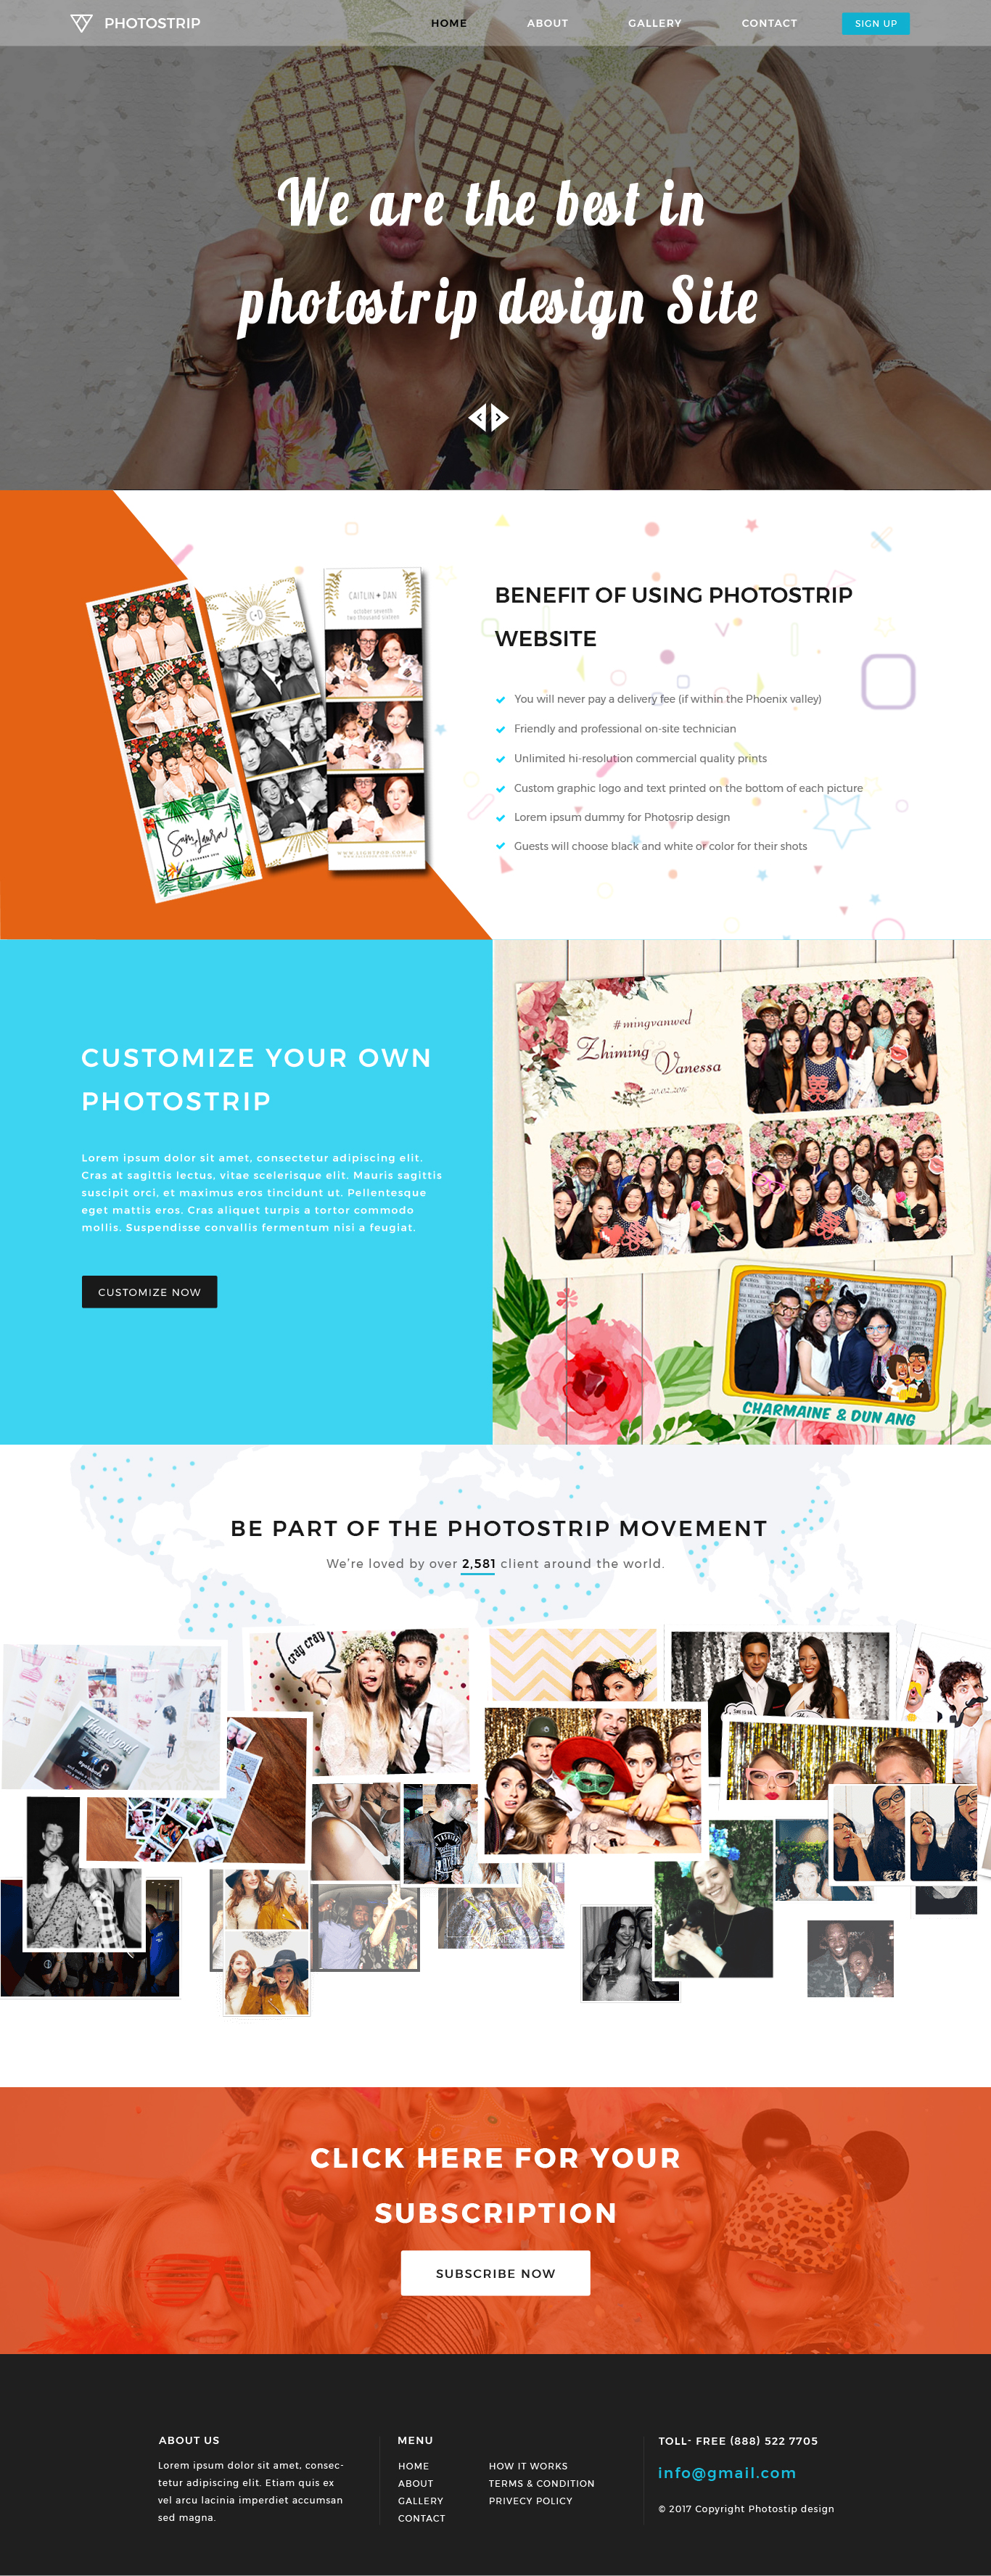 PHOTOSTRIP
HOME
ABOUT
GALLERY
CONTACT
SIGN UP
We are the best in
photostrip design Site
CAITLIN DAN
october seventh
two thousand sixteen
C D
Sam Laura
BENEFIT OF USING PHOTOSTRIP
WEBSITE
You will never pay a delivery fee (if within the Phoenix valley)
Friendly and professional on-site technician
Unlimited hi-resolution commercial quality prints
Custom graphic logo and text printed on the bottom of each picture
Lorem ipsum dummy for Photosrip design
Guests will choose black and white or color for their shots
CUSTOMIZE YOUR OWN
PHOTOSTRIP
Lorem ipsum dolor sit amet, consectetur adipiscing elit.
Cras at sagittis lectus, vitae scelerisque elit. Mauris sagittis
suscipit orci, et maximus eros tincidunt ut. Pellentesque
eget mattis eros. Cras aliquet turpis a tortor commodo
mollis. Suspendisse convallis fermentum nisi a feugiat.
CUSTOMIZE NOW
#mingvanwed
Zhiming &
Vanessa
20.02.2016
CHARMAINE & DUN ANG
BE PART OF THE PHOTOSTRIP MOVEMENT
We're loved by over 2,581 client around the world.
cray cray
Thank you!
CLICK HERE FOR YOUR
SUBSCRIPTION
SUBSCRIBE NOW
ABOUT US
Lorem ipsum dolor sit amet, consec-
tetur adipiscing elit. Etiam quis ex
vel arcu lacinia imperdiet accumsan
sed magna.
MENU
HOME
ABOUT
GALLERY
CONTACT
HOW IT WORKS
TERMS & CONDITION
PRIVECY POLICY
TOLL- FREE (888) 522 7705
info@gmail.com
© 2017 Copyright Photostip design